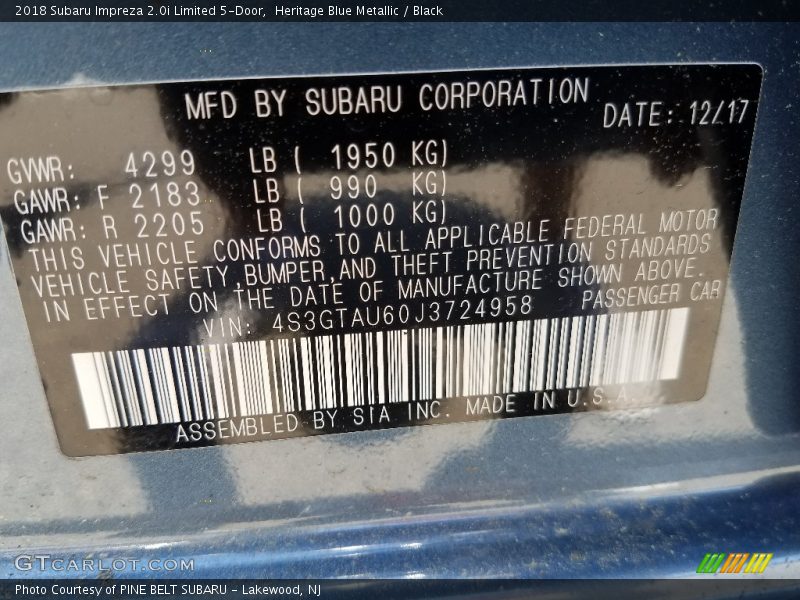 2018 Subaru Impreza 2.0i Limited 5-Door,  Heritage Blue Metallic / Black
MFD BY SUBARU CORPORATION
DATE: 12/17
GVWR: 4299 LB ( 1950 KG)
GAWR: F 2183 LB ( 990 KG)
GAWR: R 2205 LB ( 1000 KG)
THIS VEHICLE CONFORMS TO ALL APPLICABLE FEDERAL MOTOR
VEHICLE SAFETY,BUMPER,AND THEFT PREVENTION STANDARDS
IN EFFECT ON THE DATE OF MANUFACTURE SHOWN ABOVE.
VIN: 4S3GTAU60J3724958 PASSENGER CAR
ASSEMBLED BY SIA INC. MADE IN U.S.A.
GTCarLot.com
Photo Courtesy of PINE BELT SUBARU - Lakewood, NJ